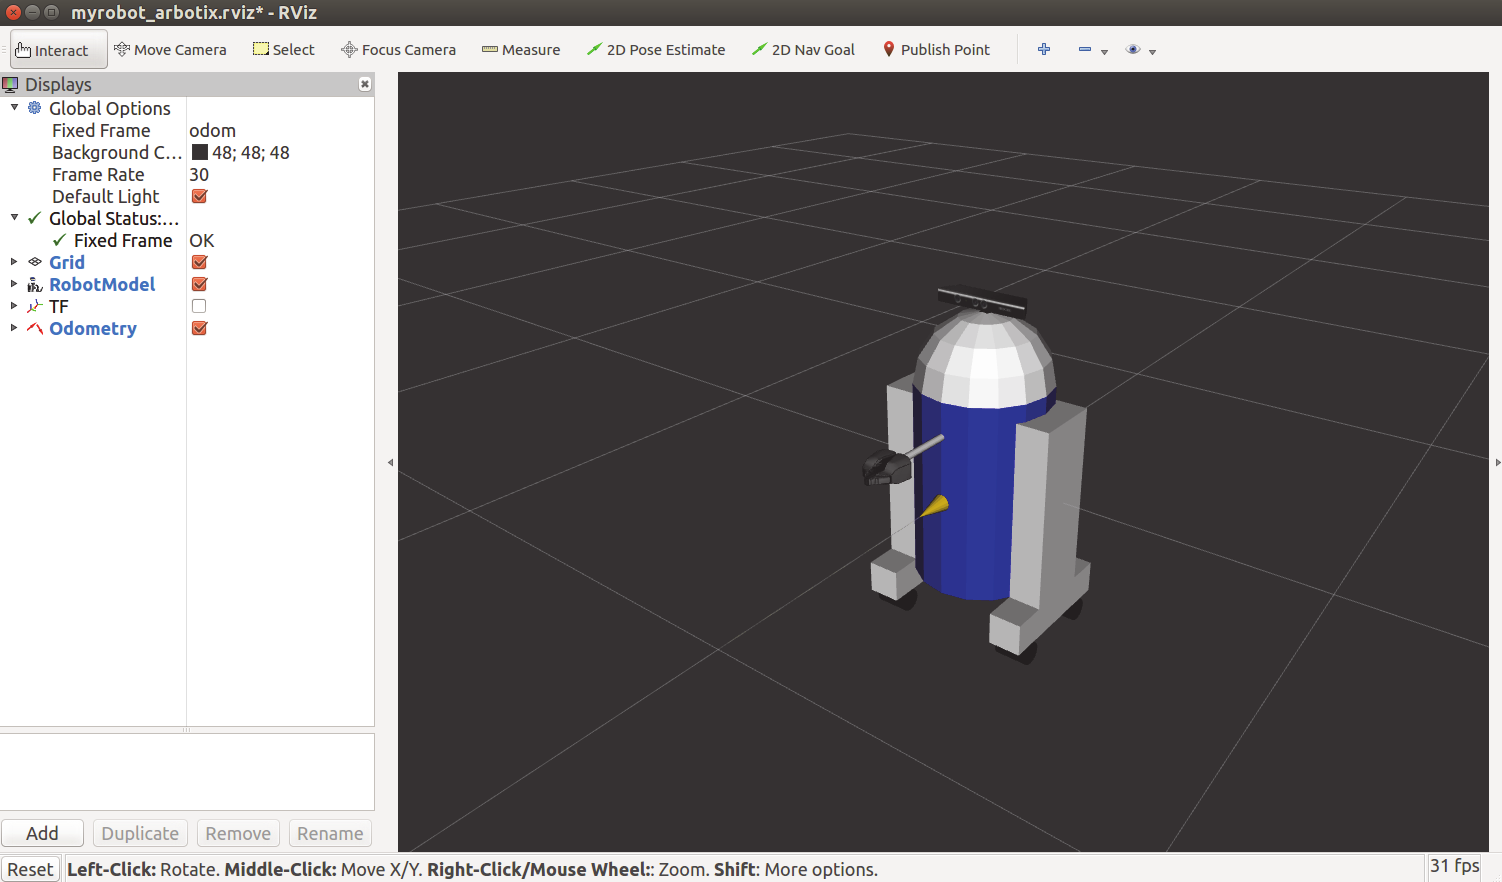 myrobot_arbotix.rviz* - RViz
Interact Move Camera Select Focus Camera Measure 2D Pose Estimate 2D Nav Goal Publish Point
Displays
Global Options
Fixed Frame odom
Background C... 48; 48; 48
Frame Rate 30
Default Light
Global Status:...
Fixed Frame OK
Grid
RobotModel
TF
Odometry
Add Duplicate Remove Rename
Reset Left-Click: Rotate. Middle-Click: Move X/Y. Right-Click/Mouse Wheel:: Zoom. Shift: More options. 31 fps